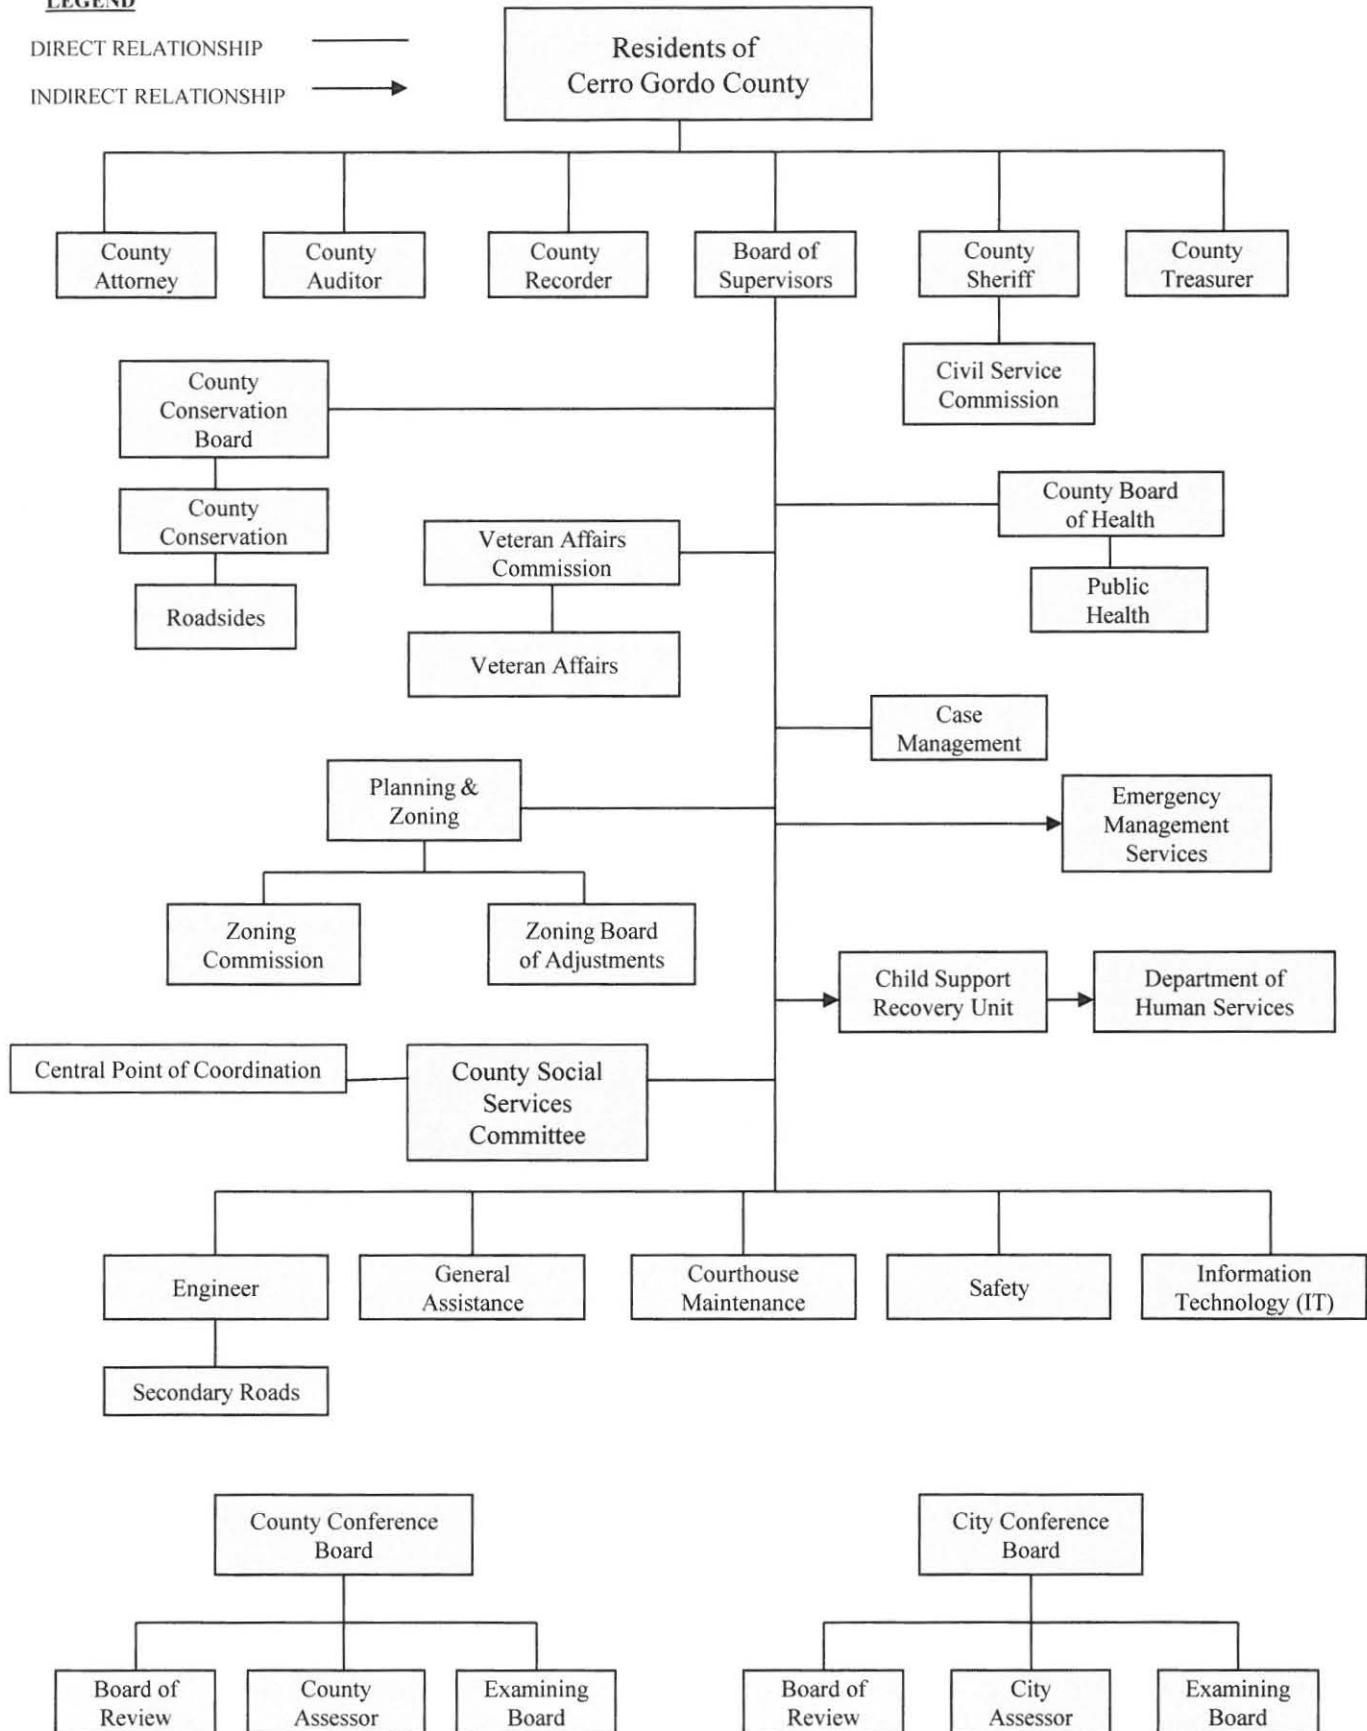 LEGEND
DIRECT RELATIONSHIP
INDIRECT RELATIONSHIP
Residents of
Cerro Gordo County
County
Attorney
County
Auditor
County
Recorder
Board of
Supervisors
County
Sheriff
County
Treasurer
Civil Service
Commission
County
Conservation
Board
County
Conservation
Roadsides
Veteran Affairs
Commission
Veteran Affairs
County Board
of Health
Public
Health
Case
Management
Planning &
Zoning
Emergency
Management
Services
Zoning
Commission
Zoning Board
of Adjustments
Child Support
Recovery Unit
Department of
Human Services
Central Point of Coordination
County Social
Services
Committee
Engineer
General
Assistance
Courthouse
Maintenance
Safety
Information
Technology (IT)
Secondary Roads
County Conference
Board
City Conference
Board
Board of
Review
County
Assessor
Examining
Board
Board of
Review
City
Assessor
Examining
Board